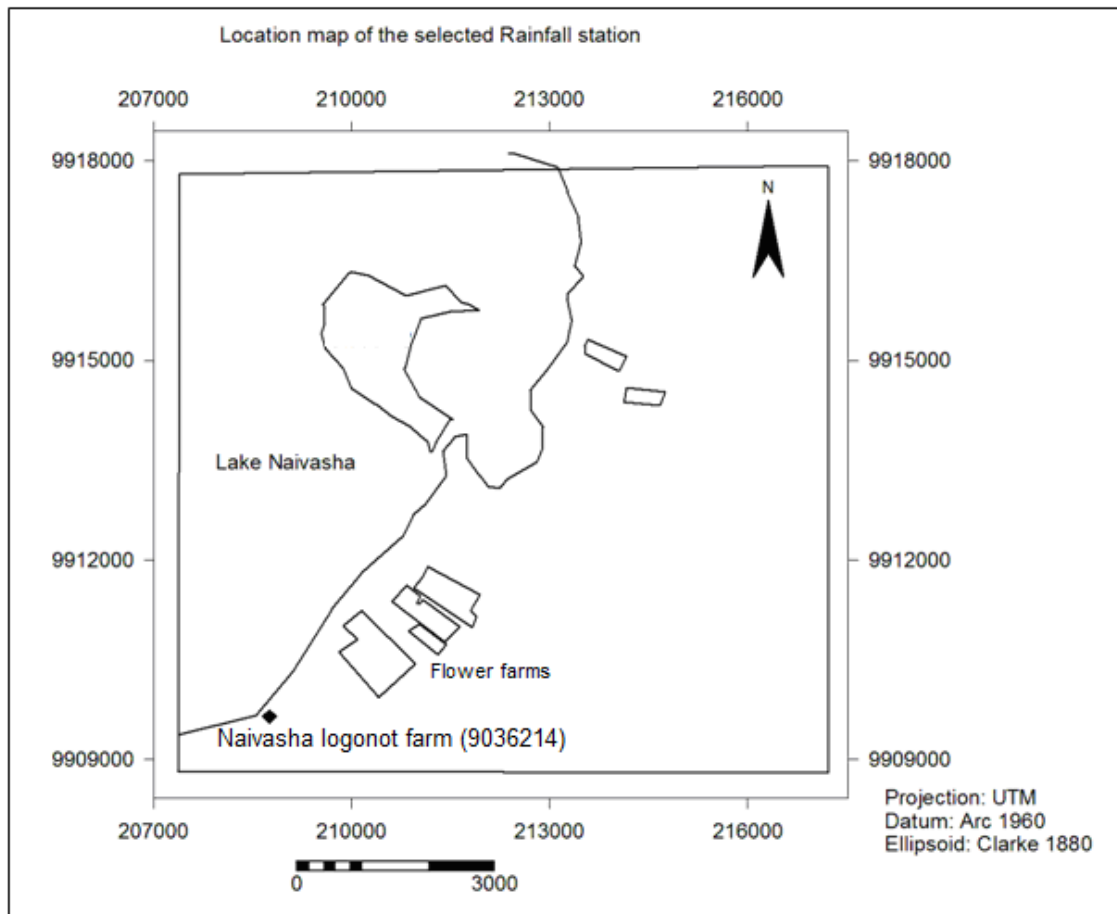 Location map of the selected Rainfall station
207000 210000 213000 216000
9918000 9918000
N
9915000 9915000
Lake Naivasha
9912000 9912000
Flower farms
Naivasha logonot farm (9036214)
9909000 9909000
207000 210000 213000 216000
Projection: UTM
Datum: Arc 1960
Ellipsoid: Clarke 1880
0 3000